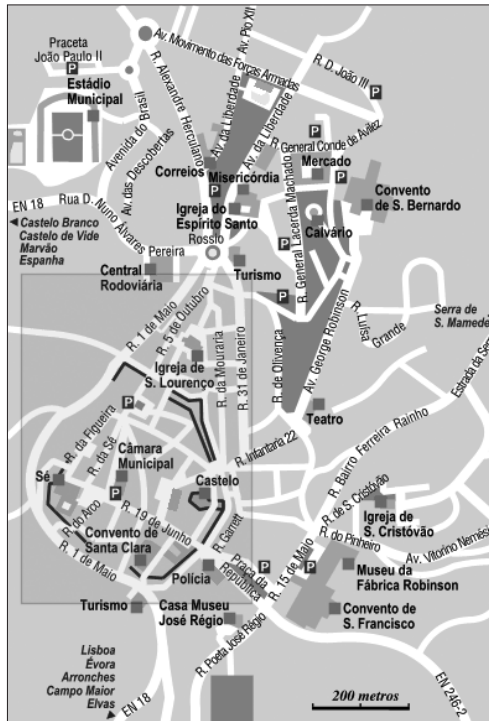 Praceta
João Paulo II
P
Estádio
Municipal
Av. Movimento das Forças Armadas
Av. Pio XII
R. D. João III
P
R. Alexandre Herculano
Av. da Liberdade
Av. da Liberdade
Avenida do Brasil
Av. das Descobertas
R. General Conde de Avilez
P
Mercado
P
Correios
Misericórdia
P
Igreja do
Espírito Santo
R. General Lacerda Machado
Convento
de S. Bernardo
Calvário
P
EN 18
Rua D. Nuno Álvares Pereira
Castelo Branco
Castelo de Vide
Marvão
Espanha
Rossio
Central
Rodoviária
Turismo
P
R. 1 de Maio
R. 5 de Outubro
R. da Mouraria
R. 31 de Janeiro
R. de Olivença
Av. George Robinson
R. Luísa
Grande
Serra de
S. Mamede
Estrada da Serra
Igreja de
S. Lourenço
P
R. da Figueira
R. da Sé
Teatro
R. Infantaria 22
R. Bairro Ferreira Rainho
Câmara
Municipal
Sé
Castelo
P
R. do Arco
R. 19 de Junho
R. Garrett
R. de S. Cristóvão
Igreja de
S. Cristóvão
R. do Pinheiro
Av. Vitorino Nemési
Convento de
Santa Clara
R. 1 de Maio
Polícia
Praça da
República
P
R. 15 de Maio
P
Museu da
Fábrica Robinson
Turismo
Casa Museu
José Régio
Convento de
S. Francisco
R. Poeta José Régio
Lisboa
Évora
Arronches
Campo Maior
Elvas
EN 18
EN 246-2
200 metros